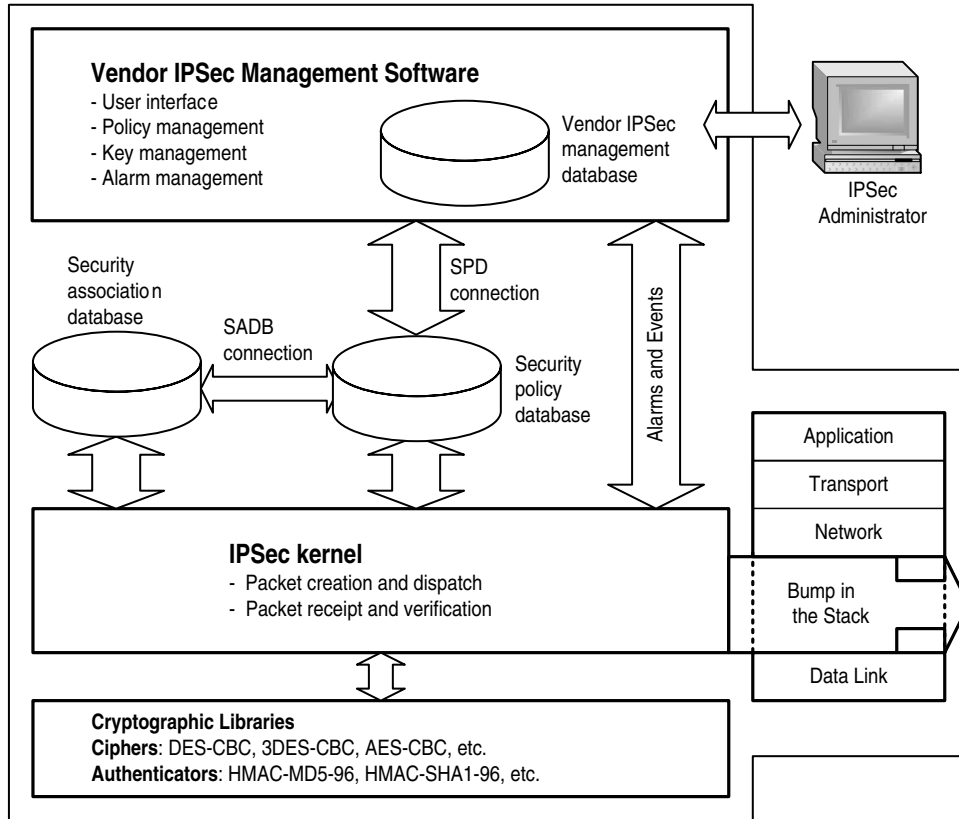 Vendor IPSec Management Software
- User interface
- Policy management
- Key management
- Alarm management
Vendor IPSec
management
database
IPSec
Administrator
Security
association
database
SADB
connection
SPD
connection
Security
policy
database
Alarms and Events
Application
Transport
Network
Bump in
the Stack
Data Link
IPSec kernel
- Packet creation and dispatch
- Packet receipt and verification
Cryptographic Libraries
Ciphers: DES-CBC, 3DES-CBC, AES-CBC, etc.
Authenticators: HMAC-MD5-96, HMAC-SHA1-96, etc.